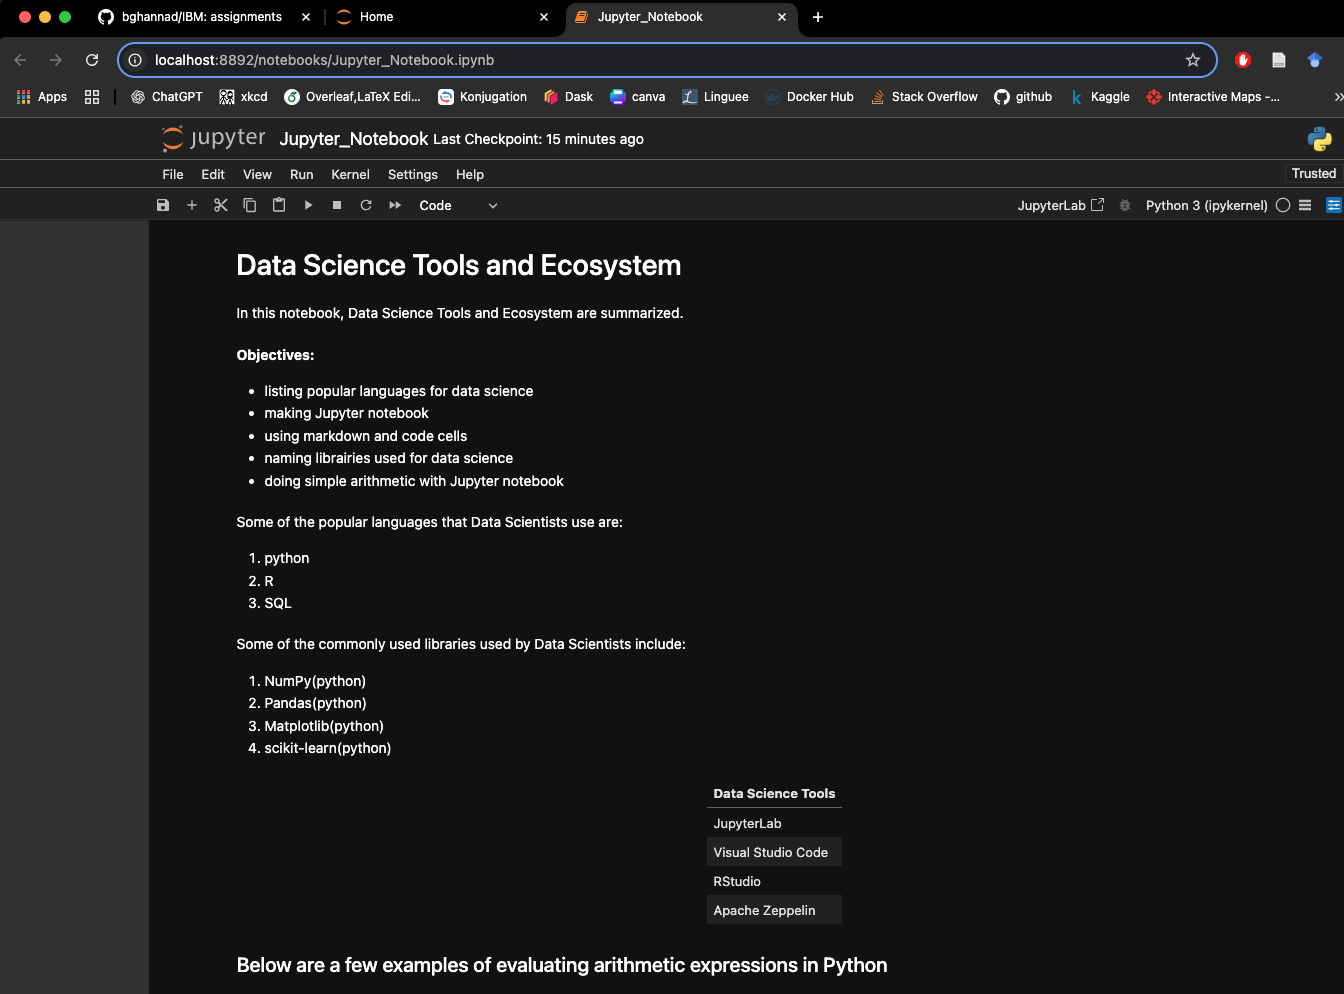 bghannad/IBM: assignments
Home
Jupyter_Notebook
localhost:8892/notebooks/Jupyter_Notebook.ipynb
Apps ChatGPT xkcd Overleaf,LaTeX Edi... Konjugation Dask canva Linguee Docker Hub Stack Overflow github Kaggle Interactive Maps -...
jupyter Jupyter_Notebook Last Checkpoint: 15 minutes ago
File Edit View Run Kernel Settings Help Trusted
Code JupyterLab Python 3 (ipykernel)
Data Science Tools and Ecosystem
In this notebook, Data Science Tools and Ecosystem are summarized.
Objectives:
• listing popular languages for data science
• making Jupyter notebook
• using markdown and code cells
• naming librairies used for data science
• doing simple arithmetic with Jupyter notebook
Some of the popular languages that Data Scientists use are:
1. python
2. R
3. SQL
Some of the commonly used libraries used by Data Scientists include:
1. NumPy(python)
2. Pandas(python)
3. Matplotlib(python)
4. scikit-learn(python)
Data Science Tools
JupyterLab
Visual Studio Code
RStudio
Apache Zeppelin
Below are a few examples of evaluating arithmetic expressions in Python